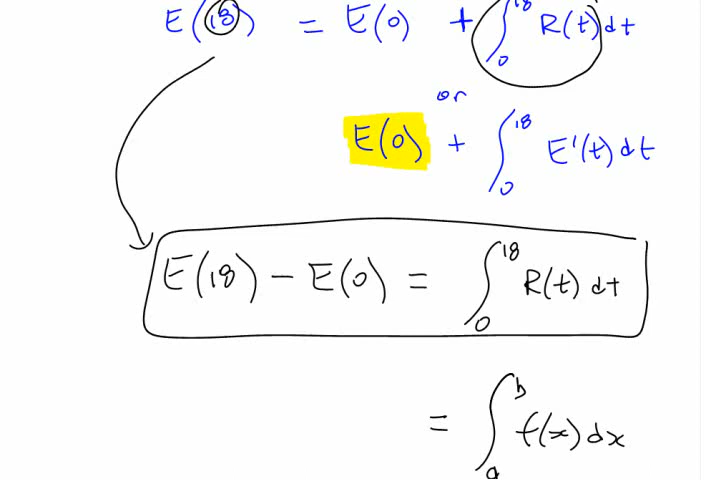 E(18) = E(0) + ∫₀¹⁸ R(t) dt
or
E(0) + ∫₀¹⁸ E'(t) dt
E(18) − E(0) = ∫₀¹⁸ R(t) dt
= ∫ₐᵇ f(x) dx